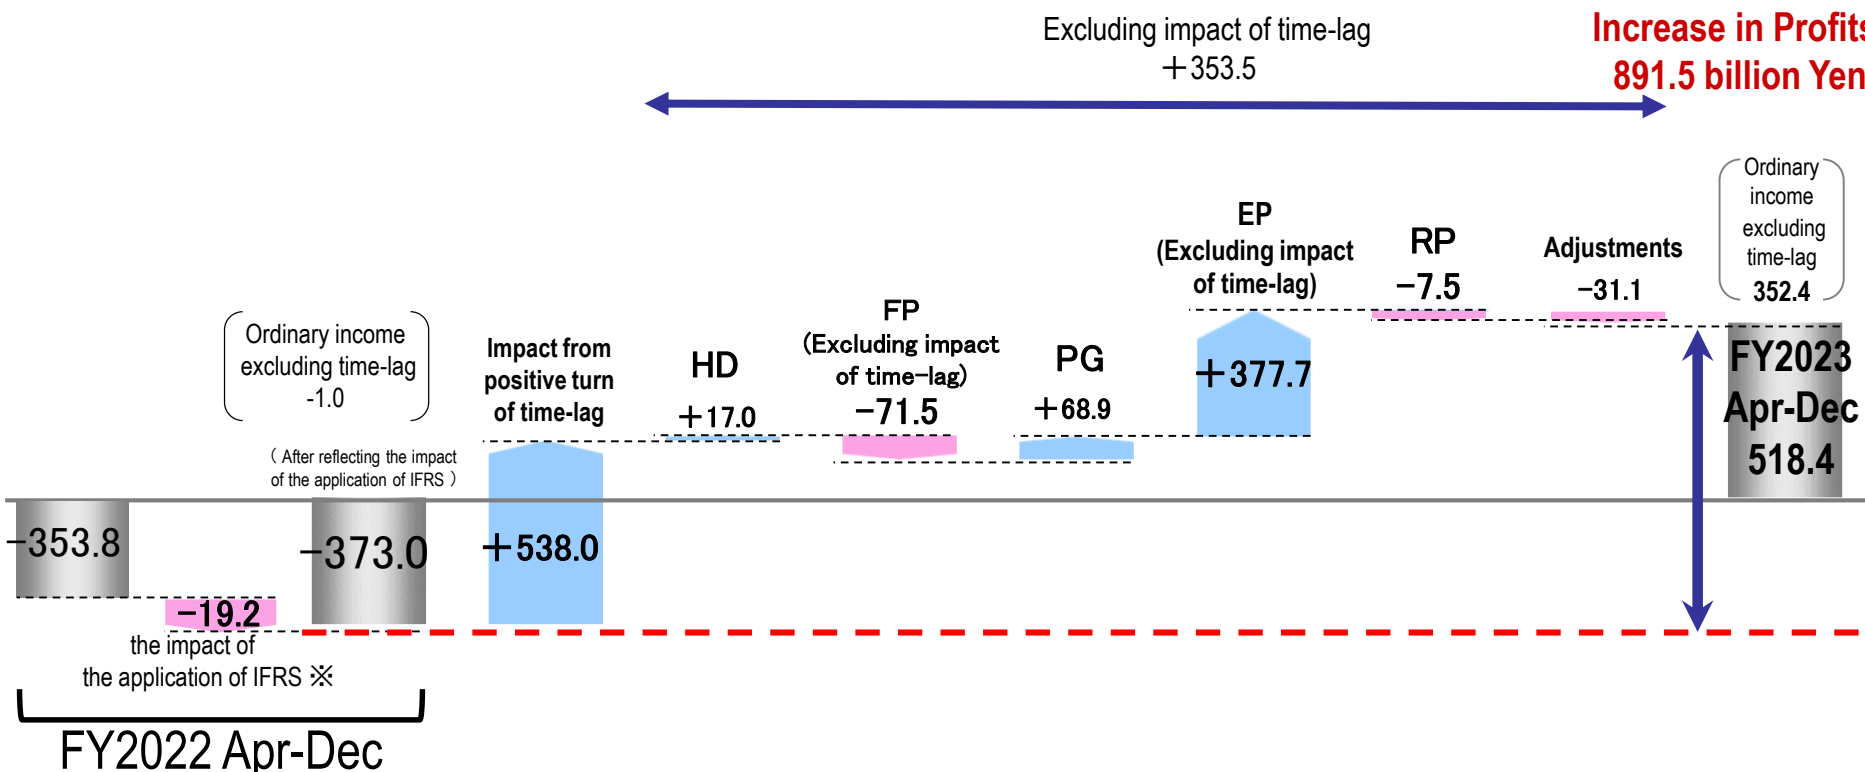 Excluding impact of time-lag
＋353.5
Increase in Profits
891.5 billion Yen
Ordinary income
excluding time-lag
-1.0
（ After reflecting the impact
of the application of IFRS ）
Impact from
positive turn
of time-lag
HD
＋17.0
FP
(Excluding impact
of time-lag)
−71.5
PG
＋68.9
EP
(Excluding impact
of time-lag)
＋377.7
RP
−7.5
Adjustments
−31.1
Ordinary
income
excluding
time-lag
352.4
FY2023
Apr-Dec
518.4
−353.8
−19.2
−373.0
＋538.0
the impact of
the application of IFRS ※
FY2022 Apr-Dec